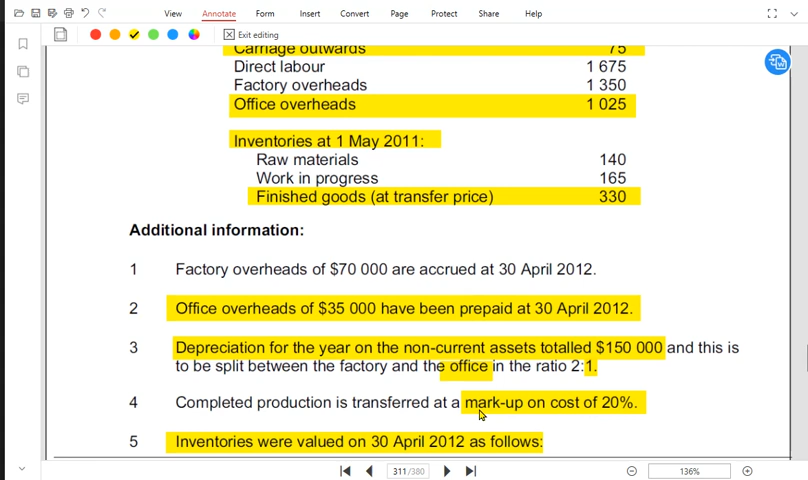 View Annotate Form Insert Convert Page Protect Share Help
Exit editing
Carriage outwards 75
Direct labour 1 675
Factory overheads 1 350
Office overheads 1 025
Inventories at 1 May 2011:
Raw materials 140
Work in progress 165
Finished goods (at transfer price) 330
Additional information:
1 Factory overheads of $70 000 are accrued at 30 April 2012.
2 Office overheads of $35 000 have been prepaid at 30 April 2012.
3 Depreciation for the year on the non-current assets totalled $150 000 and this is
to be split between the factory and the office in the ratio 2:1.
4 Completed production is transferred at a mark-up on cost of 20%.
5 Inventories were valued on 30 April 2012 as follows:
311/380 136%